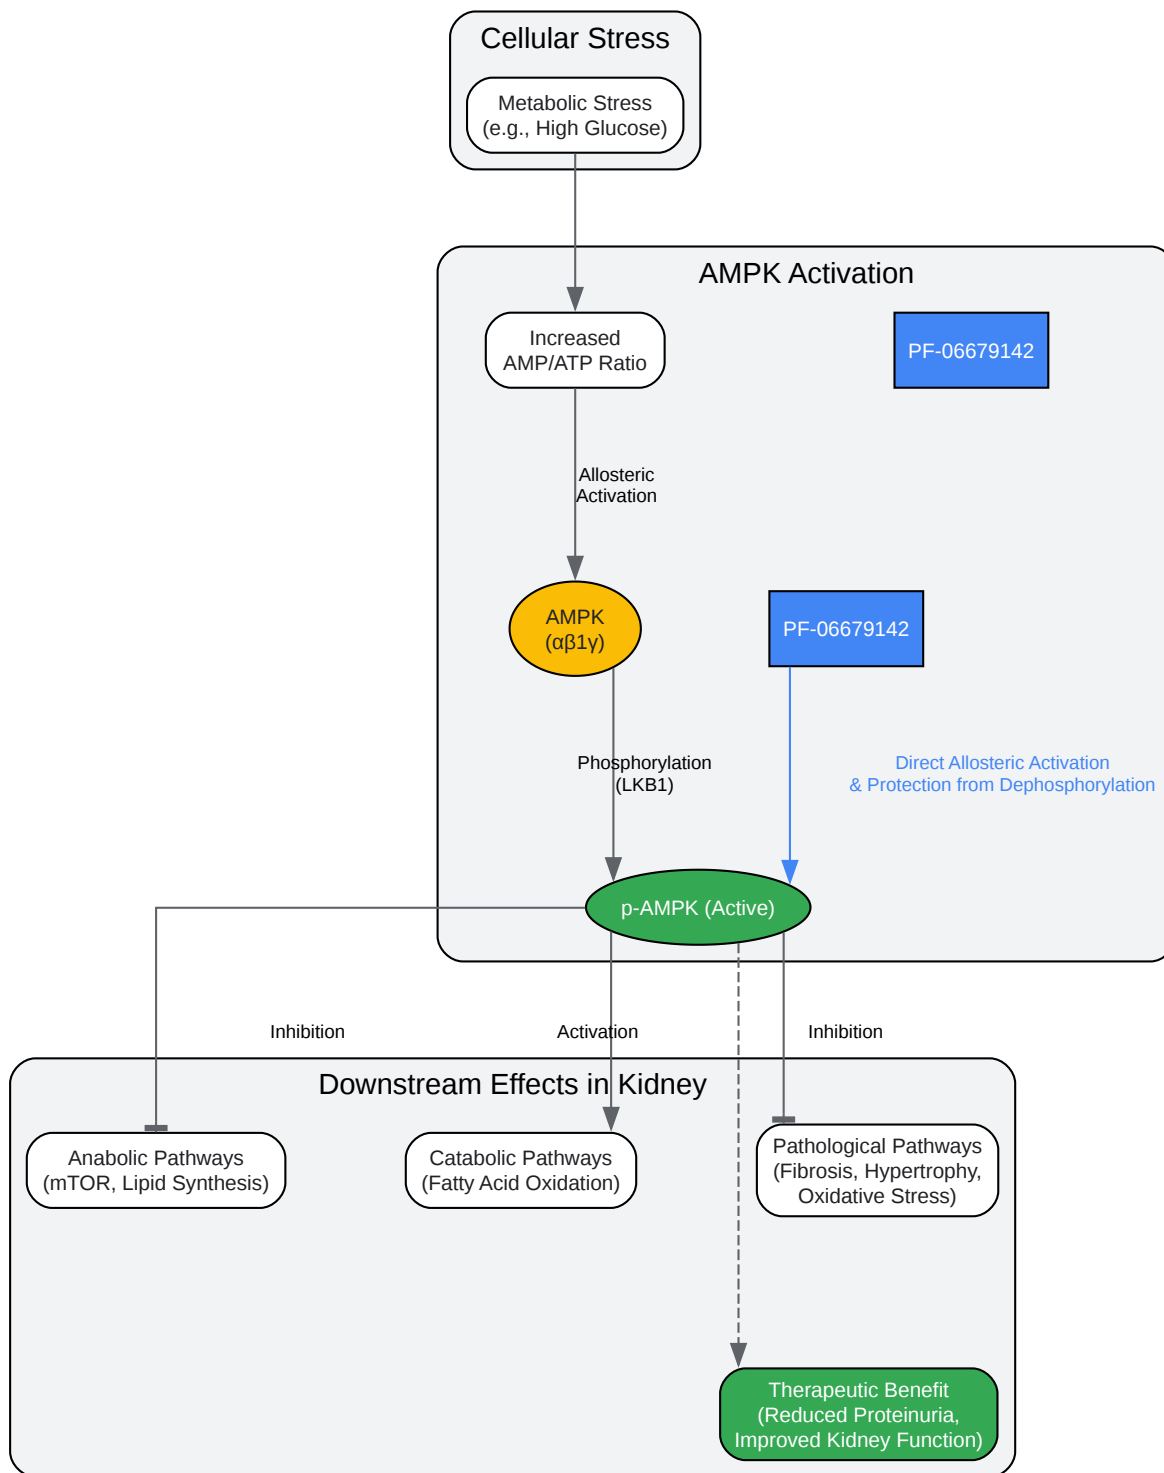 Cellular Stress
Metabolic Stress
(e.g., High Glucose)
AMPK Activation
Increased
AMP/ATP Ratio
PF-06679142
Allosteric
Activation
AMPK
(αβ1γ)
PF-06679142
Phosphorylation
(LKB1)
Direct Allosteric Activation
& Protection from Dephosphorylation
p-AMPK (Active)
Inhibition
Activation
Inhibition
Downstream Effects in Kidney
Anabolic Pathways
(mTOR, Lipid Synthesis)
Catabolic Pathways
(Fatty Acid Oxidation)
Pathological Pathways
(Fibrosis, Hypertrophy,
Oxidative Stress)
Therapeutic Benefit
(Reduced Proteinuria,
Improved Kidney Function)